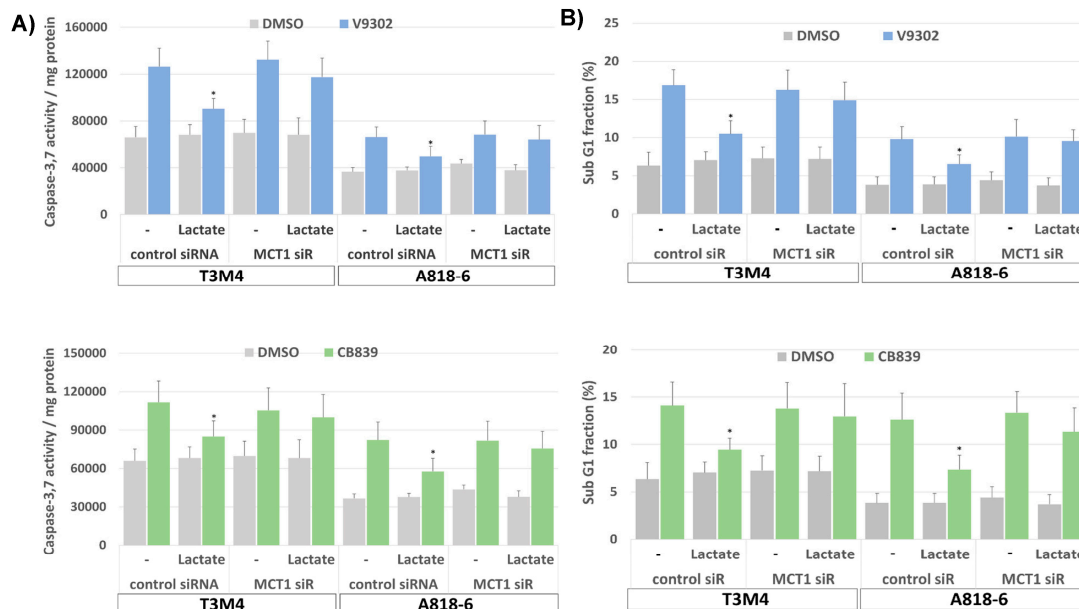 A)
DMSO V9302
Caspase-3,7 activity / mg protein
160000
120000
80000
40000
0
*
*
- Lactate - Lactate - Lactate - Lactate
control siRNA MCT1 siR control siRNA MCT1 siR
T3M4 A818-6
B)
DMSO V9302
Sub G1 fraction (%)
25
20
15
10
5
0
*
*
- Lactate - Lactate - Lactate - Lactate
control siR MCT1 siR control siR MCT1 siR
T3M4 A818-6
DMSO CB839
Caspase-3,7 activity / mg protein
150000
120000
90000
60000
30000
0
*
*
- Lactate - Lactate - Lactate - Lactate
control siRNA MCT1 siR control siRNA MCT1 siR
T3M4 A818-6
DMSO CB839
Sub G1 fraction (%)
20
15
10
5
0
*
*
- Lactate - Lactate - Lactate - Lactate
control siR MCT1 siR control siR MCT1 siR
T3M4 A818-6